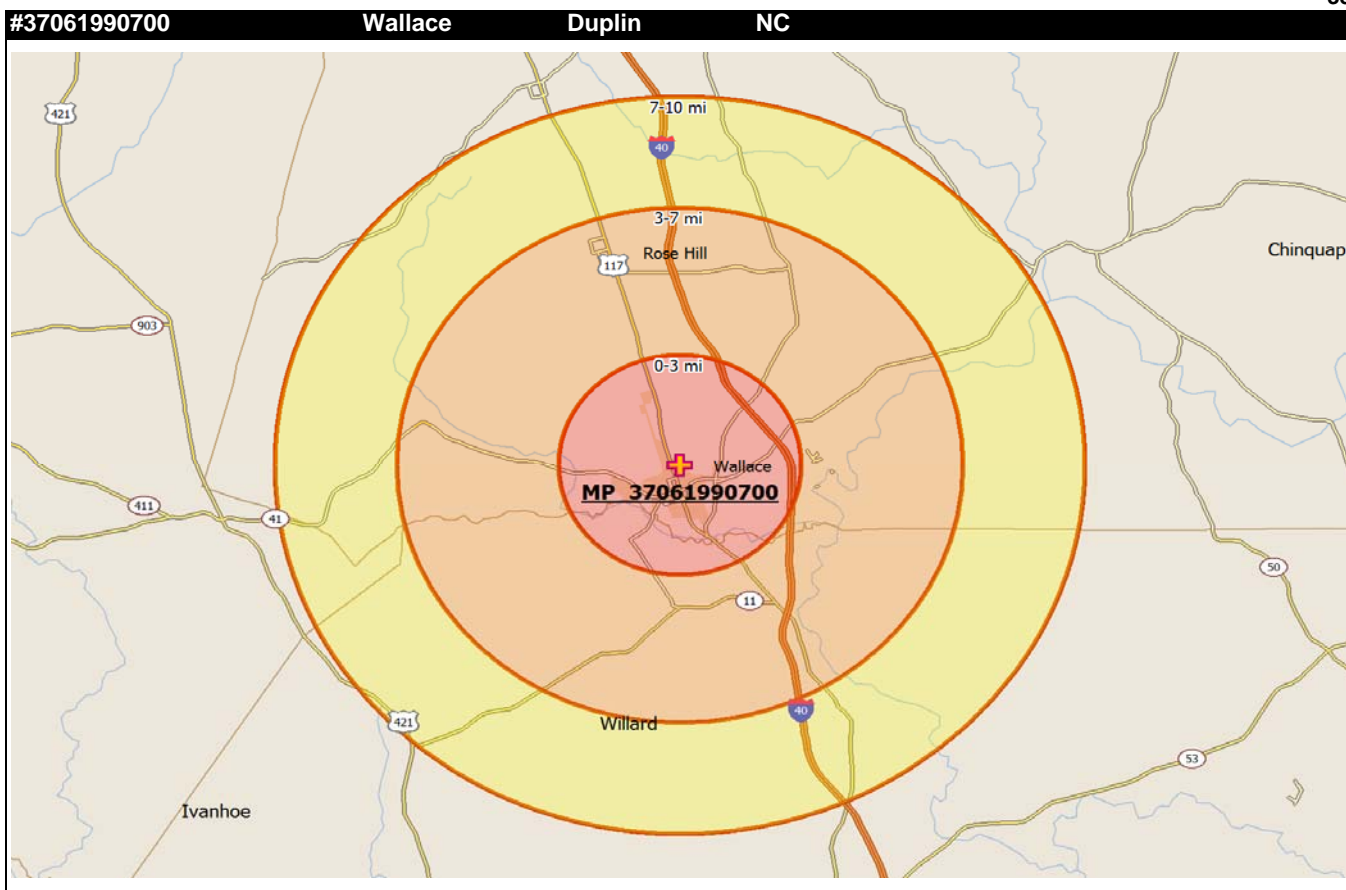 #37061990700 Wallace Duplin NC
7-10 mi
421
40
3-7 mi
Rose Hill
117
Chinquap
903
0-3 mi
Wallace
MP 37061990700
411
41
50
11
40
Willard
421
53
Ivanhoe